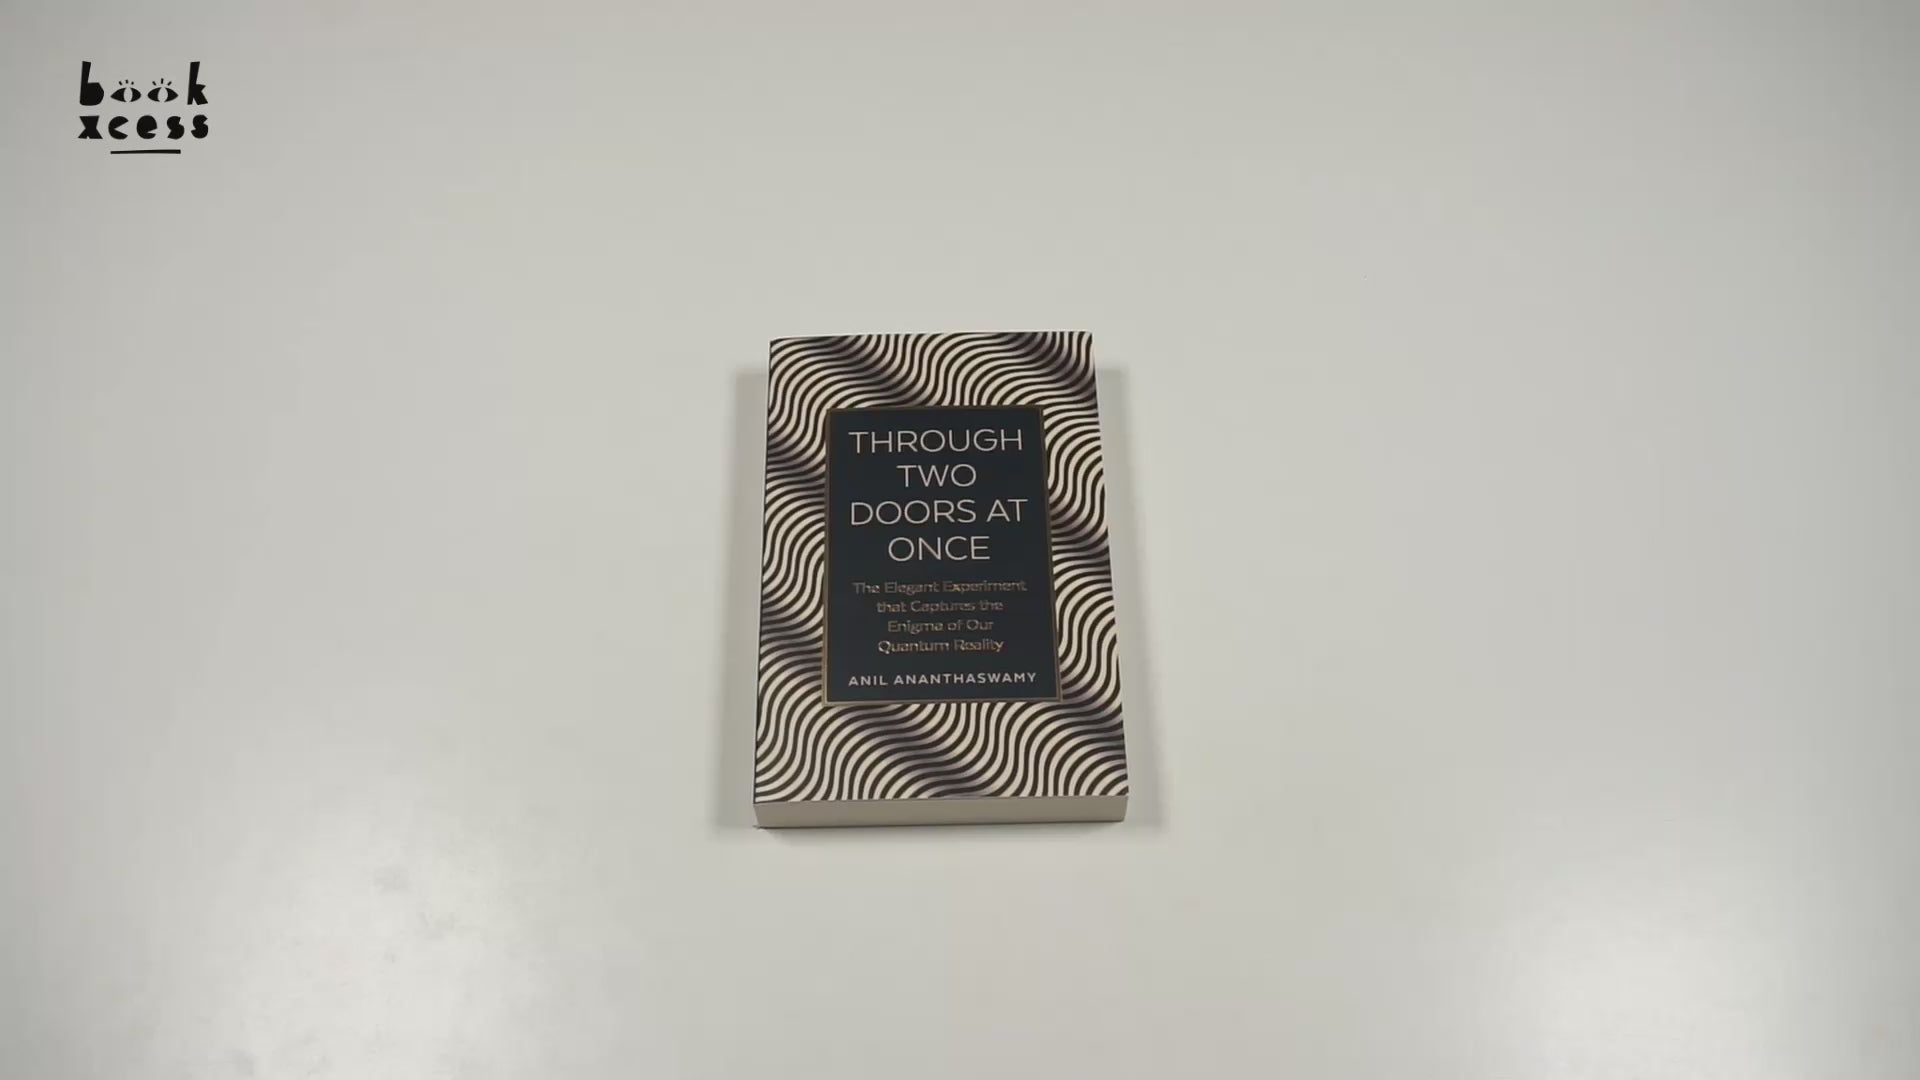 book
xcess
THROUGH
TWO
DOORS AT
ONCE
The Elegant Experiment
that Captures the
Enigma of Our
Quantum Reality
ANIL ANANTHASWAMY